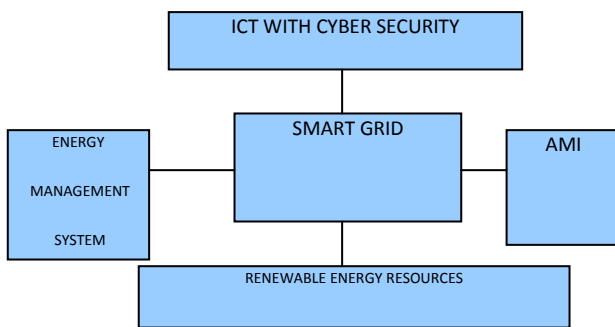 ICT WITH CYBER SECURITY
SMART GRID
ENERGY
MANAGEMENT
SYSTEM
AMI
RENEWABLE ENERGY RESOURCES